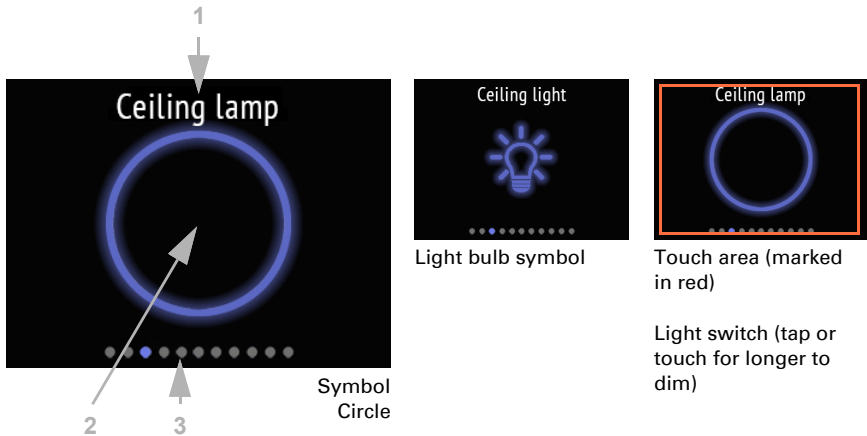 1
Ceiling lamp
2
3
Symbol
Circle
Ceiling light
Light bulb symbol
Ceiling lamp
Touch area (marked
in red)
Light switch (tap or
touch for longer to
dim)